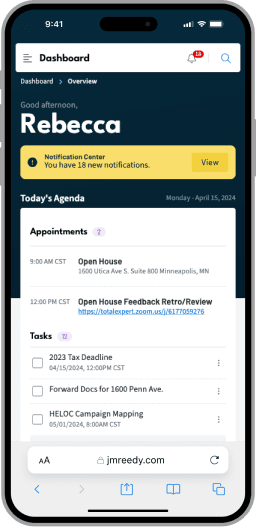 9:41
Dashboard
18
Dashboard > Overview
Good afternoon,
Rebecca
Notification Center
You have 18 new notifications.
View
Today's Agenda
Monday - April 15, 2024
Appointments 2
9:00 AM CST
Open House
1600 Utica Ave S. Suite 800 Minneapolis, MN
12:00 PM CST
Open House Feedback Retro/Review
https://totalexpert.zoom.us/j/6177059276
Tasks 12
2023 Tax Deadline
04/15/2024, 12:00PM CST
Forward Docs for 1600 Penn Ave.
HELOC Campaign Mapping
05/01/2024, 8:00AM CST
AA
jmreedy.com